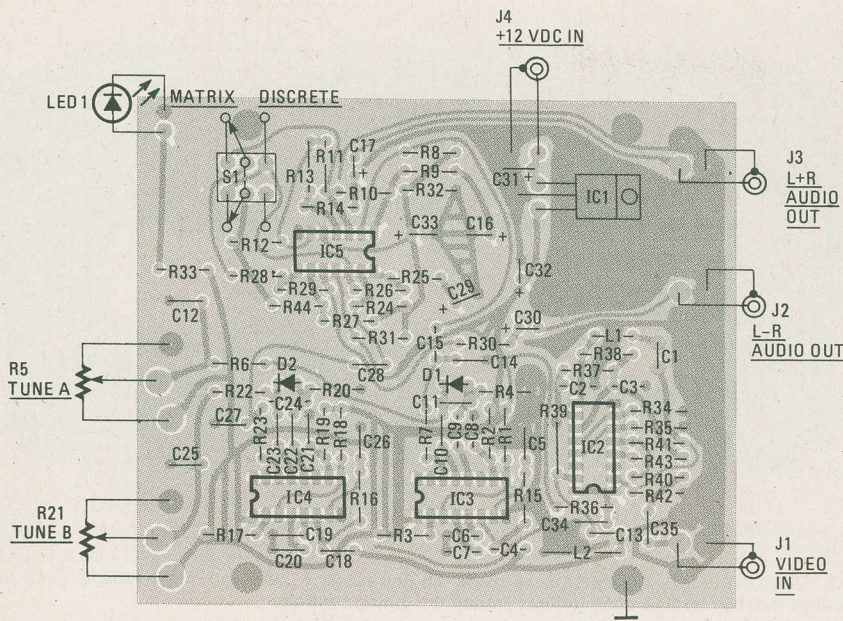 J4
+12 VDC IN
LED1
MATRIX DISCRETE
S1
R13
R11
C17
+
R8
R9
R10
R32
R14
C31
+
IC1
J3
L+R
AUDIO
OUT
R12
IC5
+
C33
C16
+
R33
R28
R29
R44
R26
R24
R25
C29
+
C32
+
C12
R27
R31
C30
+
J2
L–R
AUDIO OUT
C15
R30
L1
R38
C1
R5
TUNE A
R6
D2
C28
D1
C14
R37
R22
C24
R20
C11
R4
C2
C3
C27
R23
C23
C22
C21
R19
R18
C26
R7
C10
C9
C8
R2
R1
C5
R39
IC2
R34
R35
R41
R43
R40
R42
C25
IC4
R16
IC3
R15
R21
TUNE B
R36
C34
C35
R17
C19
R3
C6
C13
C20
C18
C7
C4
L2
J1
VIDEO
IN